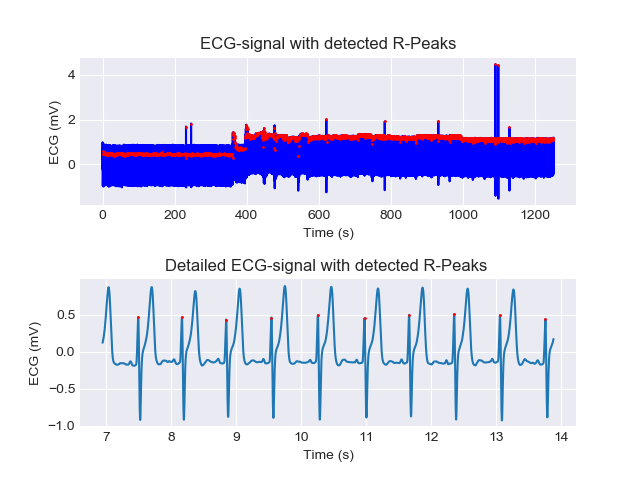 ECG-signal with detected R-Peaks
4
2
0
ECG (mV)
0 200 400 600 800 1000 1200
Time (s)
Detailed ECG-signal with detected R-Peaks
0.5
0.0
−0.5
−1.0
ECG (mV)
7 8 9 10 11 12 13 14
Time (s)